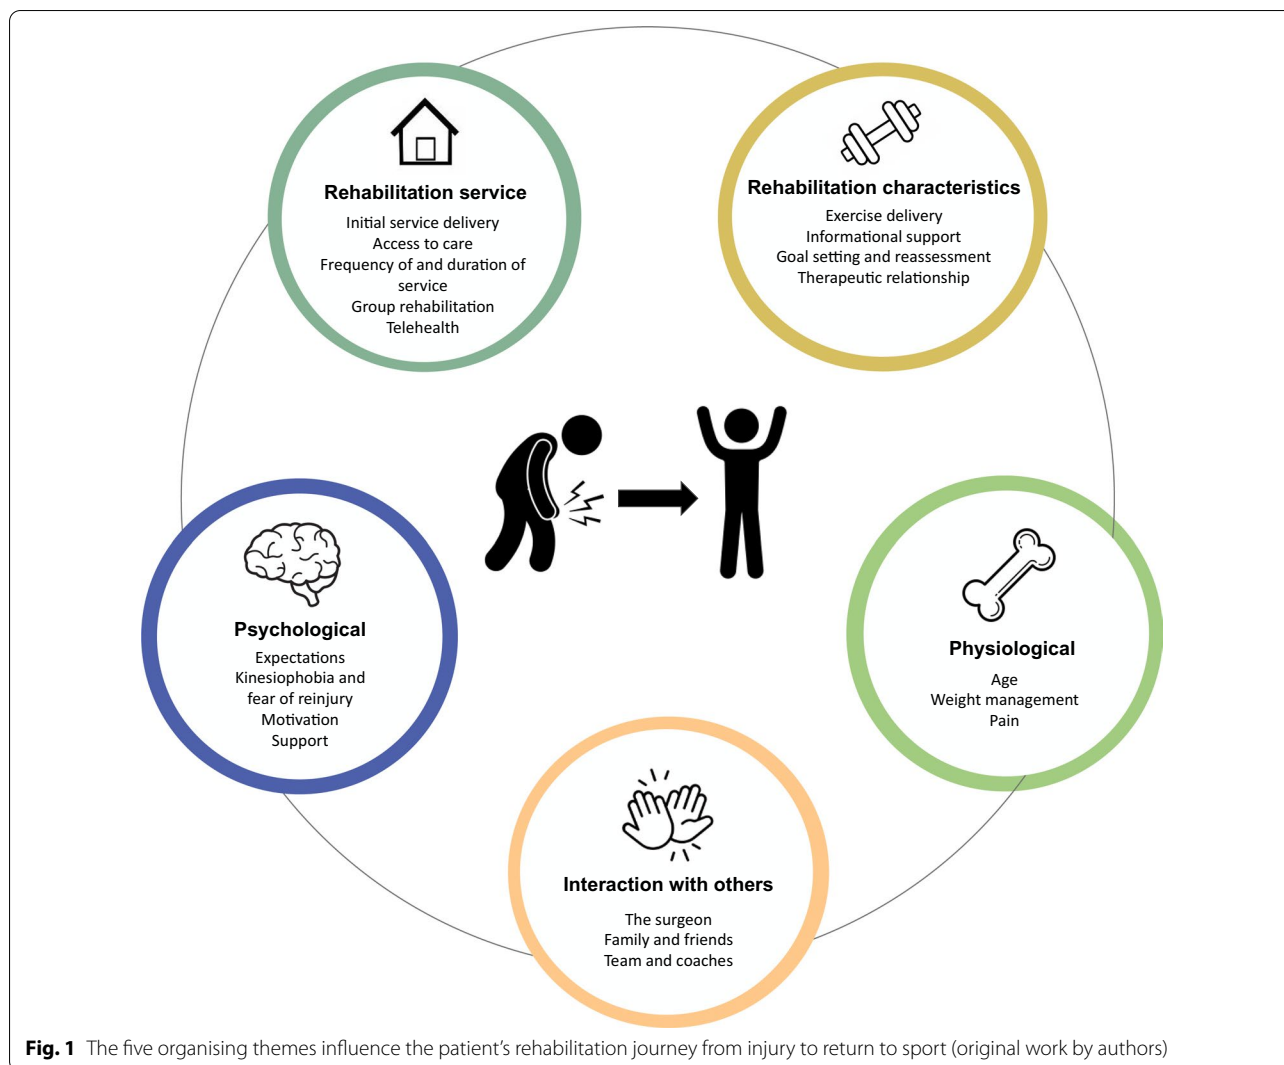 Rehabilitation service
Initial service delivery
Access to care
Frequency of and duration of
service
Group rehabilitation
Telehealth
Rehabilitation characteristics
Exercise delivery
Informational support
Goal setting and reassessment
Therapeutic relationship
Psychological
Expectations
Kinesiophobia and
fear of reinjury
Motivation
Support
Physiological
Age
Weight management
Pain
Interaction with others
The surgeon
Family and friends
Team and coaches
Fig. 1 The five organising themes influence the patient's rehabilitation journey from injury to return to sport (original work by authors)